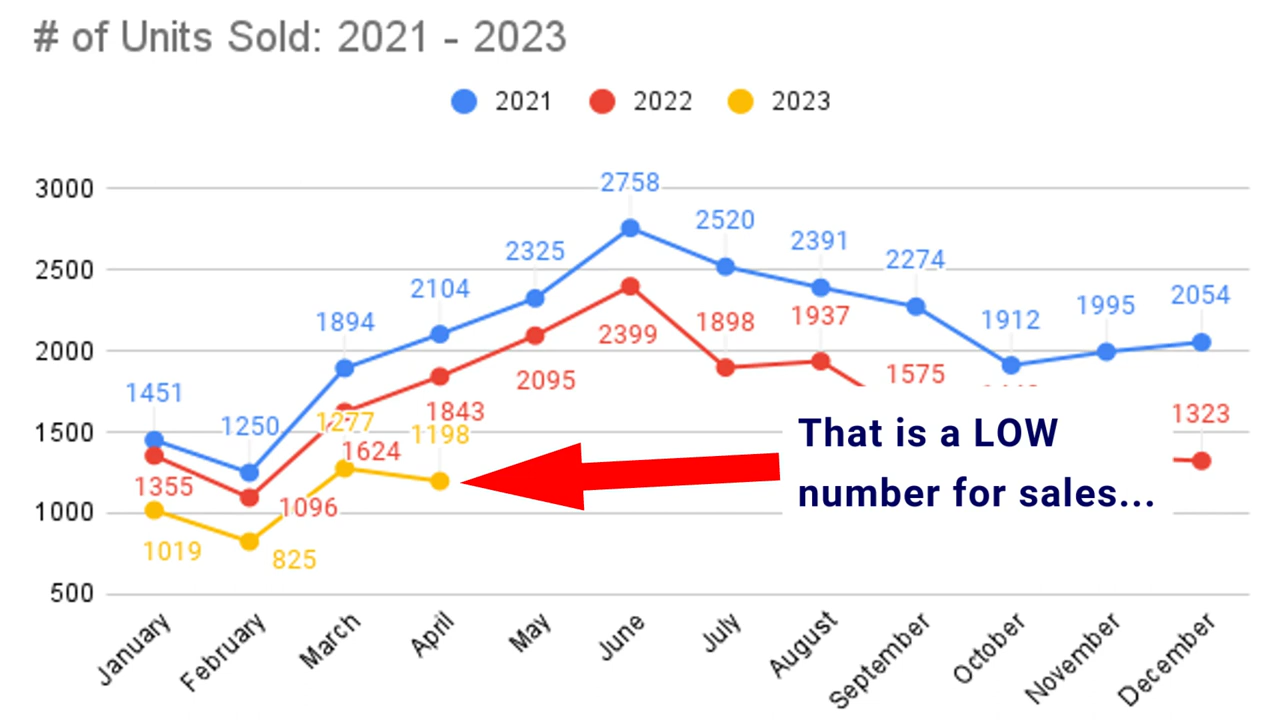 # of Units Sold: 2021 - 2023
2021 2022 2023
3000
2500
2000
1500
1000
500
2758
2520
2391
2325
2274
2104
2054
1995
1912
1894
1451
1250
2399
1898
1937
2095
1575
1843
1323
1624
1355
1096
1277
1198
1019
825
That is a LOW
number for sales...
January
February
March
April
May
June
July
August
September
October
November
December